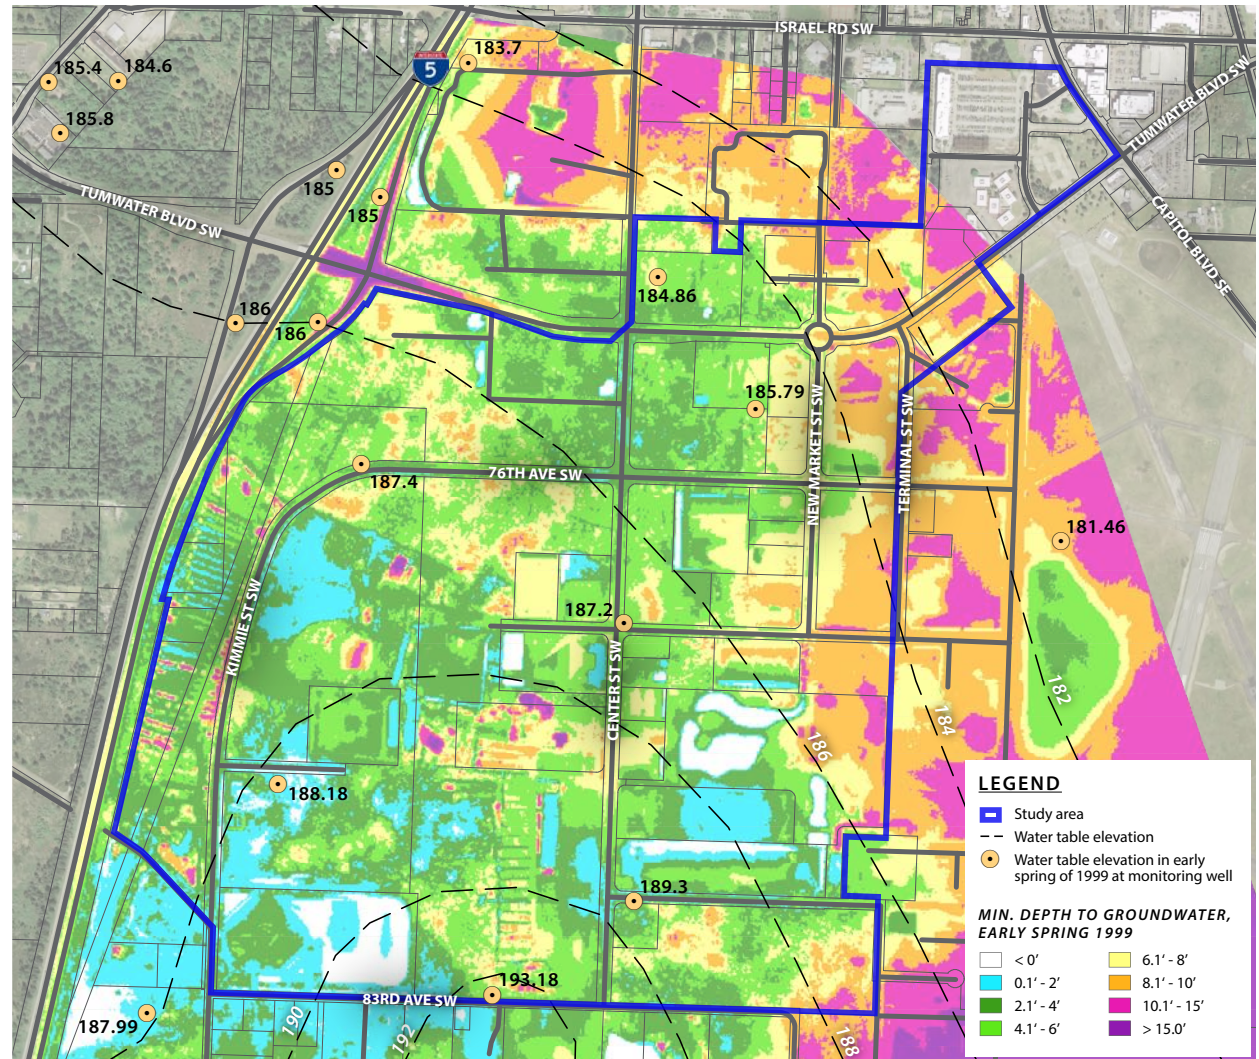 ISRAEL RD SW
INTERSTATE
5
183.7
185.4
184.6
185.8
TUMWATER BLVD SW
185
185
TUMWATER BLVD SW
CAPITOL BLVD SE
184.86
186
186
185.79
NEW MARKET ST SW
TERMINAL ST SW
187.4
76TH AVE SW
181.46
KIMMIE ST SW
187.2
CENTER ST SW
182
184
186
188.18
189.3
193.18
83RD AVE SW
187.99
190
192
188
LEGEND
Study area
Water table elevation
Water table elevation in early
spring of 1999 at monitoring well
MIN. DEPTH TO GROUNDWATER,
EARLY SPRING 1999
< 0'
0.1' - 2'
2.1' - 4'
4.1' - 6'
6.1' - 8'
8.1' - 10'
10.1' - 15'
> 15.0'